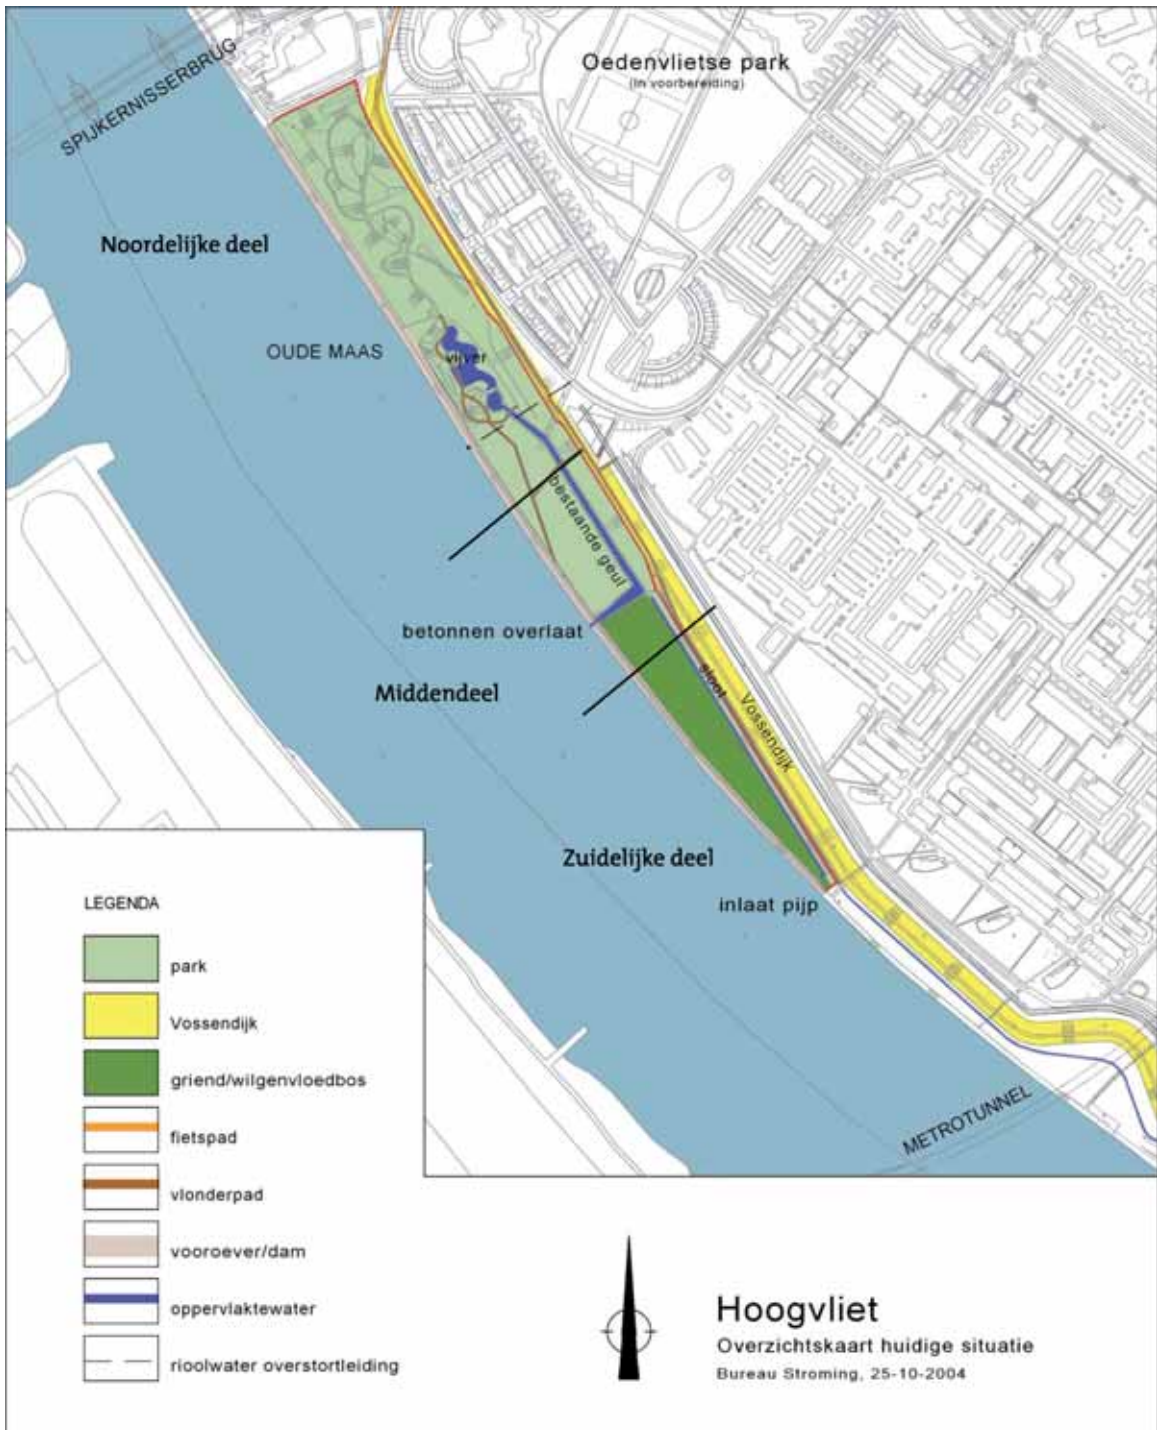 Oedenvlietse park
(in voorbereiding)
SPIJKERNISSERBRUG
Noordelijke deel
OUDE MAAS
vijver
bestaande geul
betonnen overlaat
Middendeel
sloot
Vossendijk
Zuidelijke deel
inlaat pijp
METROTUNNEL
LEGENDA
park
Vossendijk
griend/wilgenvloedbos
fietspad
vlonderpad
vooroever/dam
oppervlaktewater
rioolwater overstortleiding
Hoogvliet
Overzichtskaart huidige situatie
Bureau Stroming, 25-10-2004